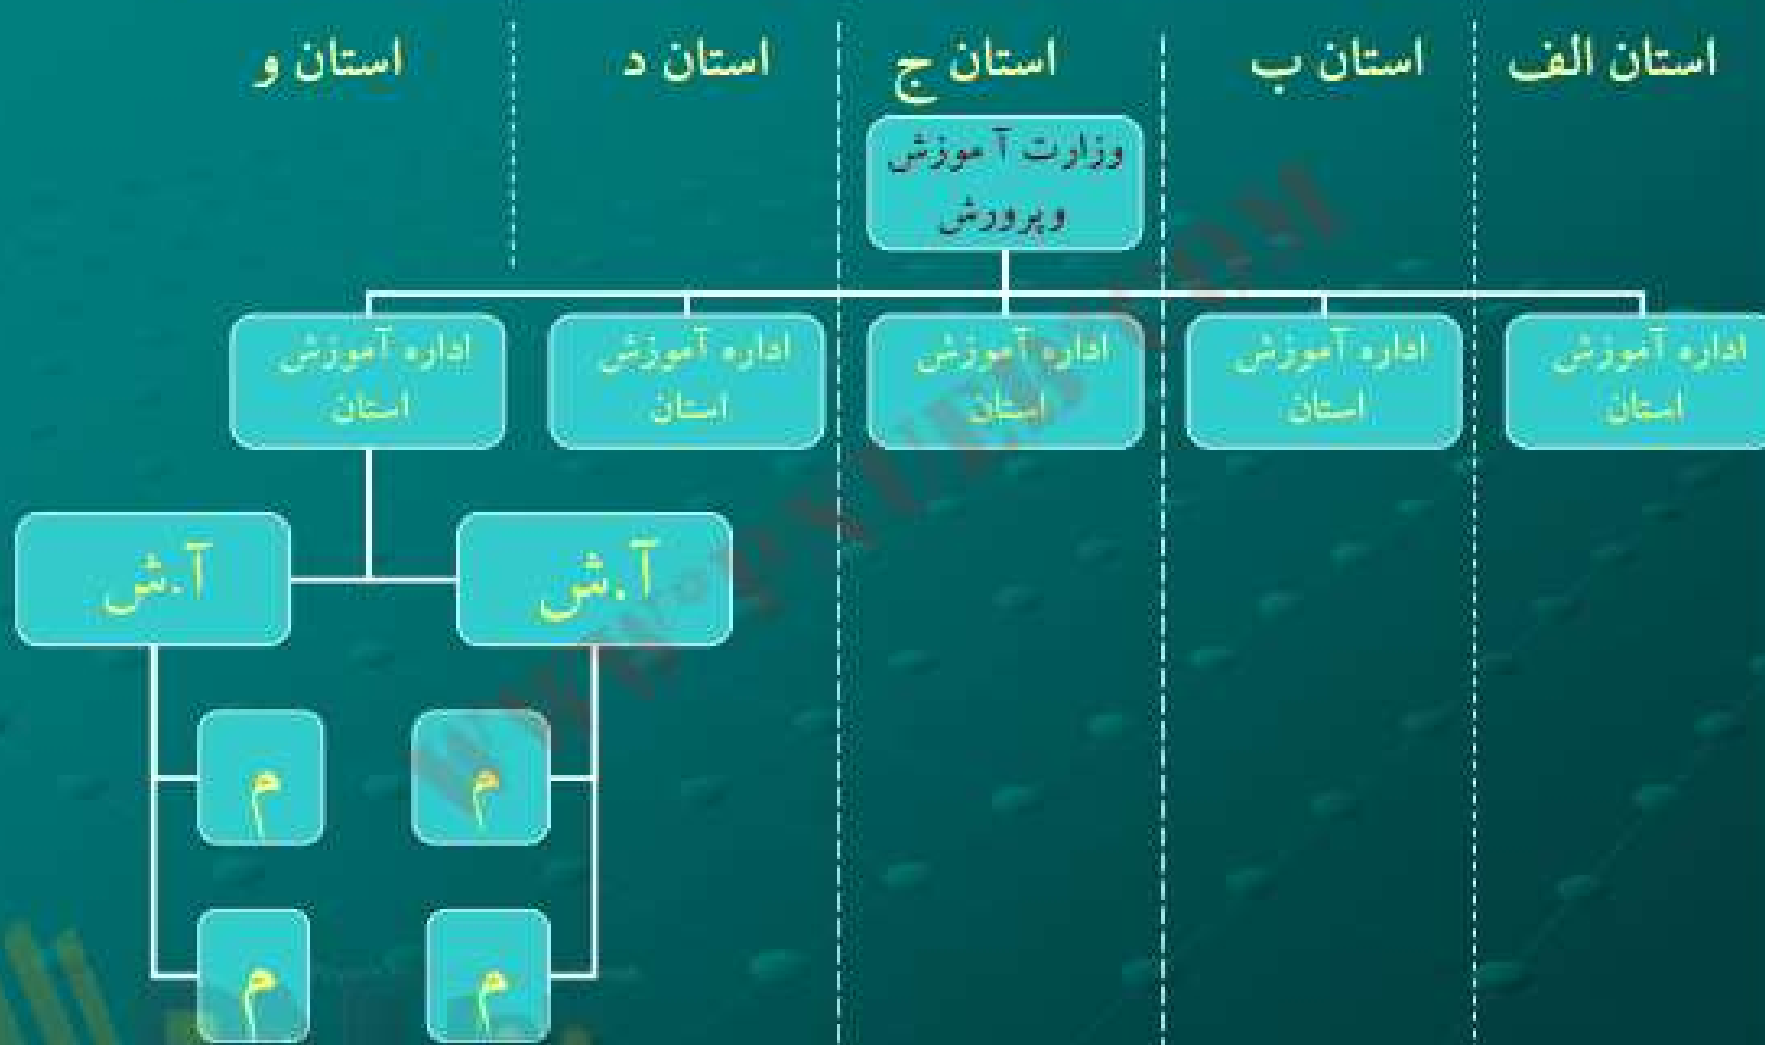 استان الف
استان ب
استان ج
استان د
استان و
وزارت آموزش
وپرورش
اداره آموزش
استان
اداره آموزش
استان
اداره آموزش
استان
اداره آموزش
استان
اداره آموزش
استان
آ.ش
آ.ش
م
م
م
م